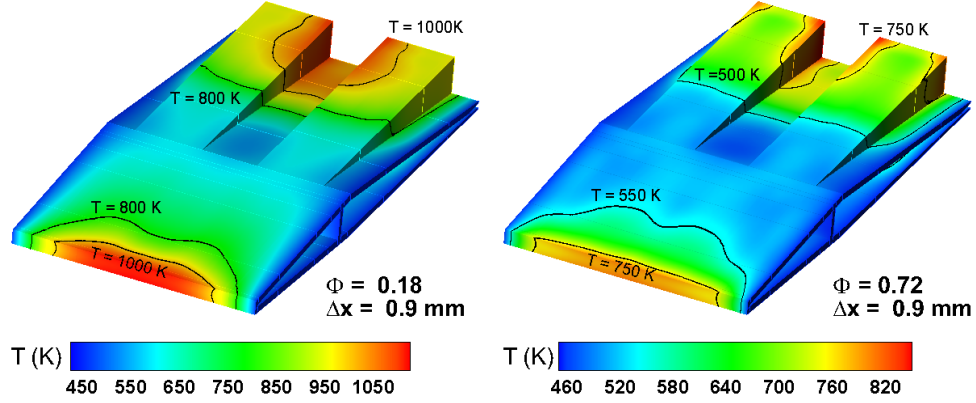 T = 1000K
T = 800 K
T = 800 K
T = 1000 K
Φ = 0.18
Δx = 0.9 mm
T (K)
450 550 650 750 850 950 1050
T = 750 K
T =500 K
T = 550 K
T = 750 K
Φ = 0.72
Δx = 0.9 mm
T (K)
460 520 580 640 700 760 820